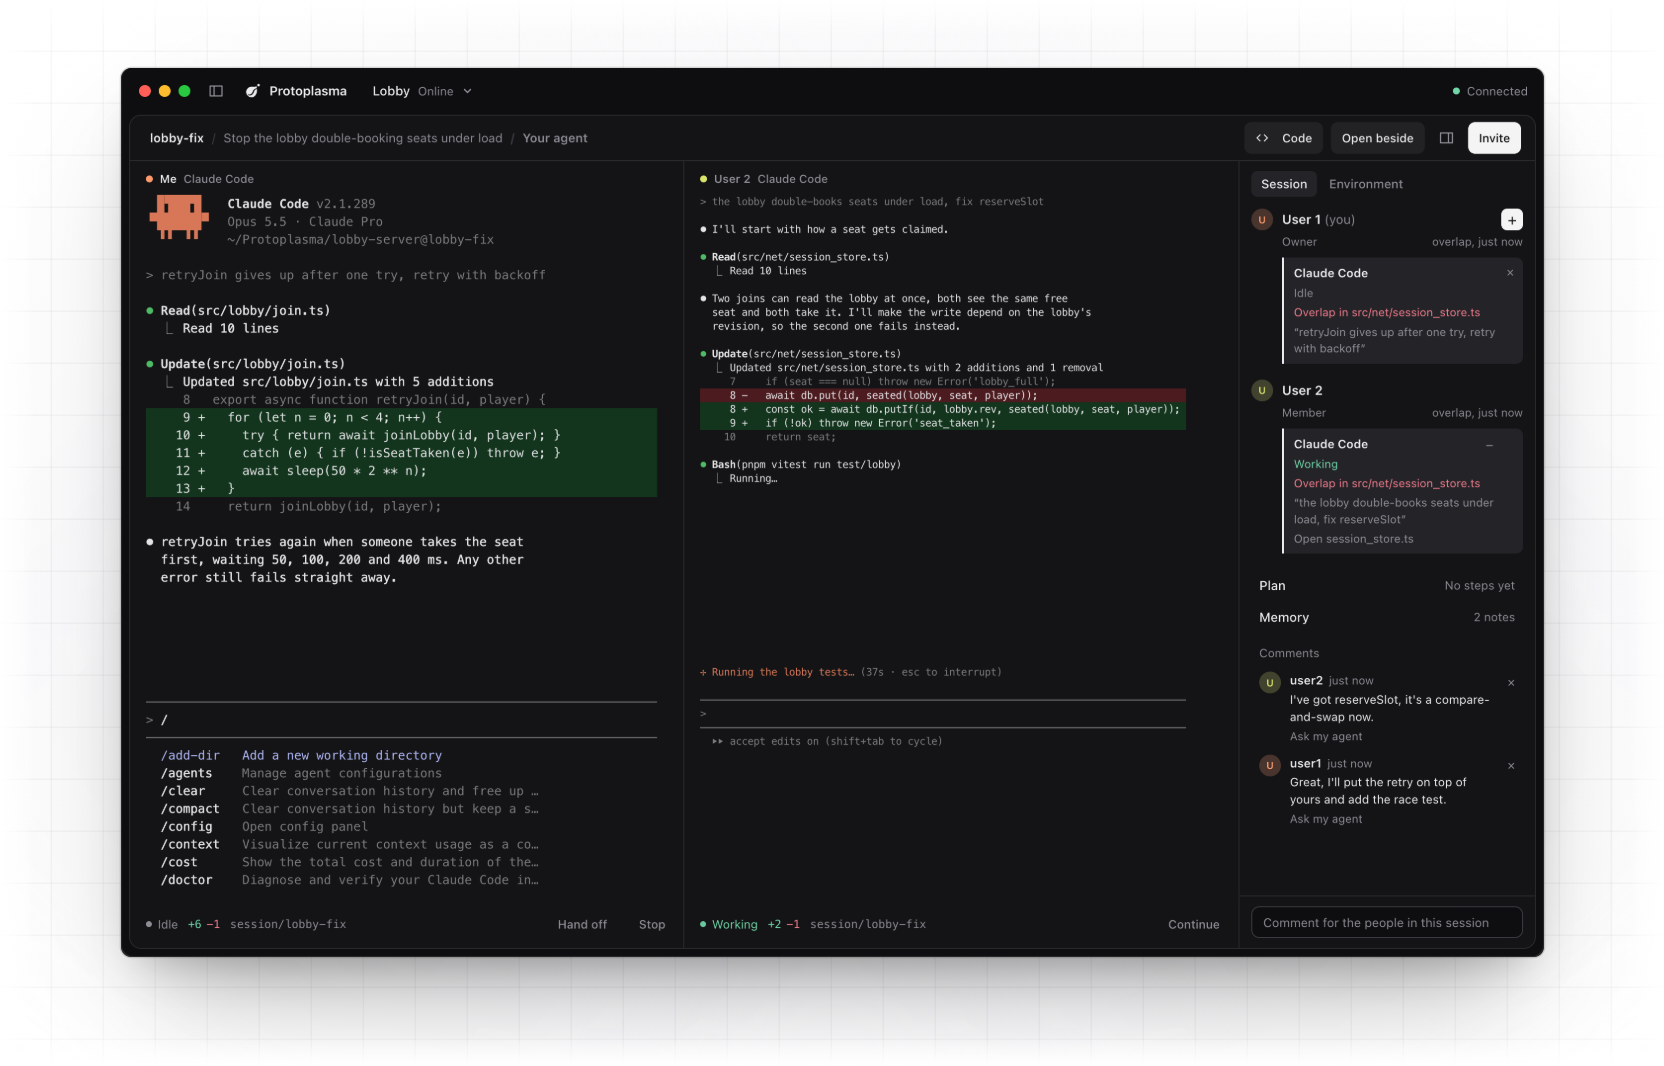 Protoplasma
Lobby Online
Connected
lobby-fix / Stop the lobby double-booking seats under load / Your agent
<> Code
Open beside
Invite
Me Claude Code
Claude Code v2.1.289
Opus 5.5 · Claude Pro
~/Protoplasma/lobby-server@lobby-fix
> retryJoin gives up after one try, retry with backoff
● Read(src/lobby/join.ts)
⎿ Read 10 lines
● Update(src/lobby/join.ts)
⎿ Updated src/lobby/join.ts with 5 additions
8 export async function retryJoin(id, player) {
9 + for (let n = 0; n < 4; n++) {
10 + try { return await joinLobby(id, player); }
11 + catch (e) { if (!isSeatTaken(e)) throw e; }
12 + await sleep(50 * 2 ** n);
13 + }
14 return joinLobby(id, player);
● retryJoin tries again when someone takes the seat
first, waiting 50, 100, 200 and 400 ms. Any other
error still fails straight away.
> /
/add-dir Add a new working directory
/agents Manage agent configurations
/clear Clear conversation history and free up …
/compact Clear conversation history but keep a s…
/config Open config panel
/context Visualize current context usage as a co…
/cost Show the total cost and duration of the…
/doctor Diagnose and verify your Claude Code in…
Idle +6 −1 session/lobby-fix
Hand off
Stop
User 2 Claude Code
> the lobby double-books seats under load, fix reserveSlot
● I'll start with how a seat gets claimed.
● Read(src/net/session_store.ts)
⎿ Read 10 lines
● Two joins can read the lobby at once, both see the same free
seat and both take it. I'll make the write depend on the lobby's
revision, so the second one fails instead.
● Update(src/net/session_store.ts)
⎿ Updated src/net/session_store.ts with 2 additions and 1 removal
7 if (seat === null) throw new Error('lobby_full');
8 − await db.put(id, seated(lobby, seat, player));
8 + const ok = await db.putIf(id, lobby.rev, seated(lobby, seat, player));
9 + if (!ok) throw new Error('seat_taken');
10 return seat;
● Bash(pnpm vitest run test/lobby)
⎿ Running…
÷ Running the lobby tests… (37s · esc to interrupt)
>
▸▸ accept edits on (shift+tab to cycle)
Working +2 −1 session/lobby-fix
Continue
Session
Environment
U
User 1 (you)
+
Owner
overlap, just now
Claude Code ×
Idle
Overlap in src/net/session_store.ts
“retryJoin gives up after one try, retry
with backoff”
U
User 2
Member
overlap, just now
Claude Code –
Working
Overlap in src/net/session_store.ts
“the lobby double-books seats under
load, fix reserveSlot”
Open session_store.ts
Plan
No steps yet
Memory
2 notes
Comments
U
user2 just now ×
I've got reserveSlot, it's a compare-
and-swap now.
Ask my agent
U
user1 just now ×
Great, I'll put the retry on top of
yours and add the race test.
Ask my agent
Comment for the people in this session